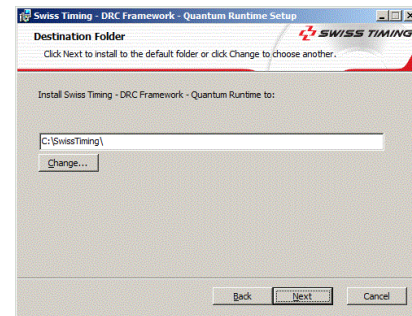 Swiss Timing - DRC Framework - Quantum Runtime Setup
Destination Folder
SWISS TIMING
Click Next to install to the default folder or click Change to choose another.
Install Swiss Timing - DRC Framework - Quantum Runtime to:
C:\SwissTiming\
Change...
Back Next Cancel